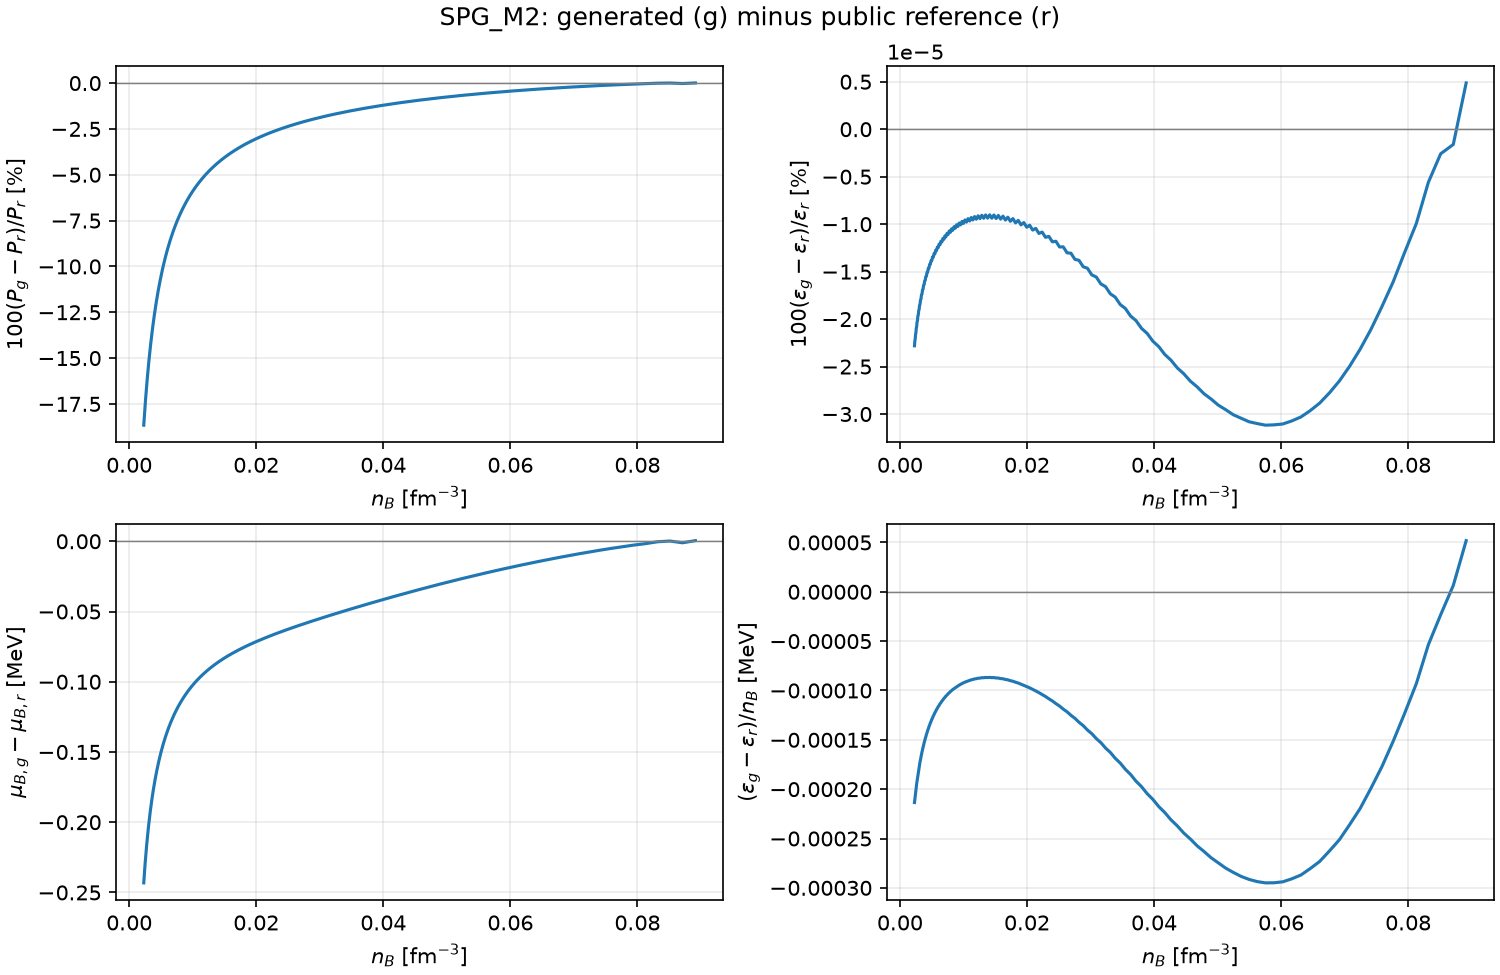 SPG_M2: generated (g) minus public reference (r)
100(P_g − P_r)/P_r [%]
0.0
−2.5
−5.0
−7.5
−10.0
−12.5
−15.0
−17.5
0.00 0.02 0.04 0.06 0.08
n_B [fm⁻³]
1e−5
100(ε_g − ε_r)/ε_r [%]
0.5
0.0
−0.5
−1.0
−1.5
−2.0
−2.5
−3.0
0.00 0.02 0.04 0.06 0.08
n_B [fm⁻³]
μ_{B,g} − μ_{B,r} [MeV]
0.00
−0.05
−0.10
−0.15
−0.20
−0.25
0.00 0.02 0.04 0.06 0.08
n_B [fm⁻³]
(ε_g − ε_r)/n_B [MeV]
0.00005
0.00000
−0.00005
−0.00010
−0.00015
−0.00020
−0.00025
−0.00030
0.00 0.02 0.04 0.06 0.08
n_B [fm⁻³]